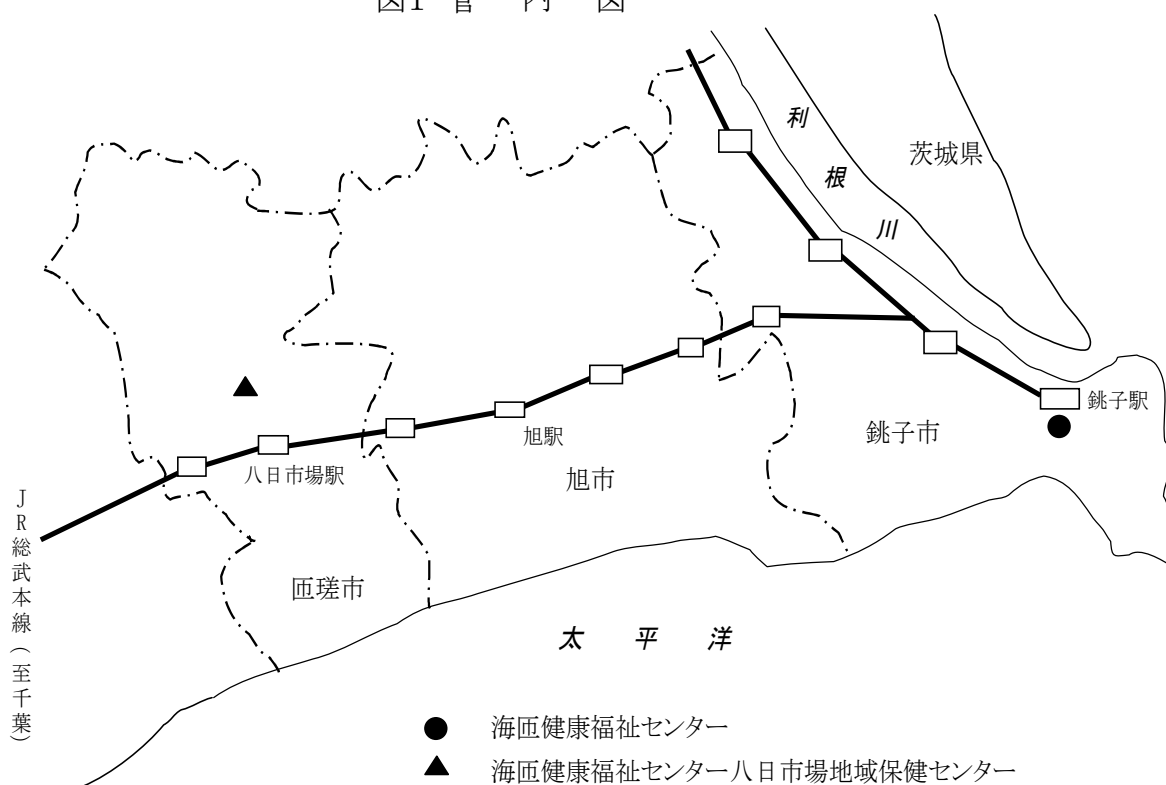 図1 管 内 図
利根川
茨城県
銚子駅
銚子市
旭駅
旭市
八日市場駅
匝瑳市
JR総武本線(至千葉)
太 平 洋
● 海匝健康福祉センター
▲ 海匝健康福祉センター八日市場地域保健センター